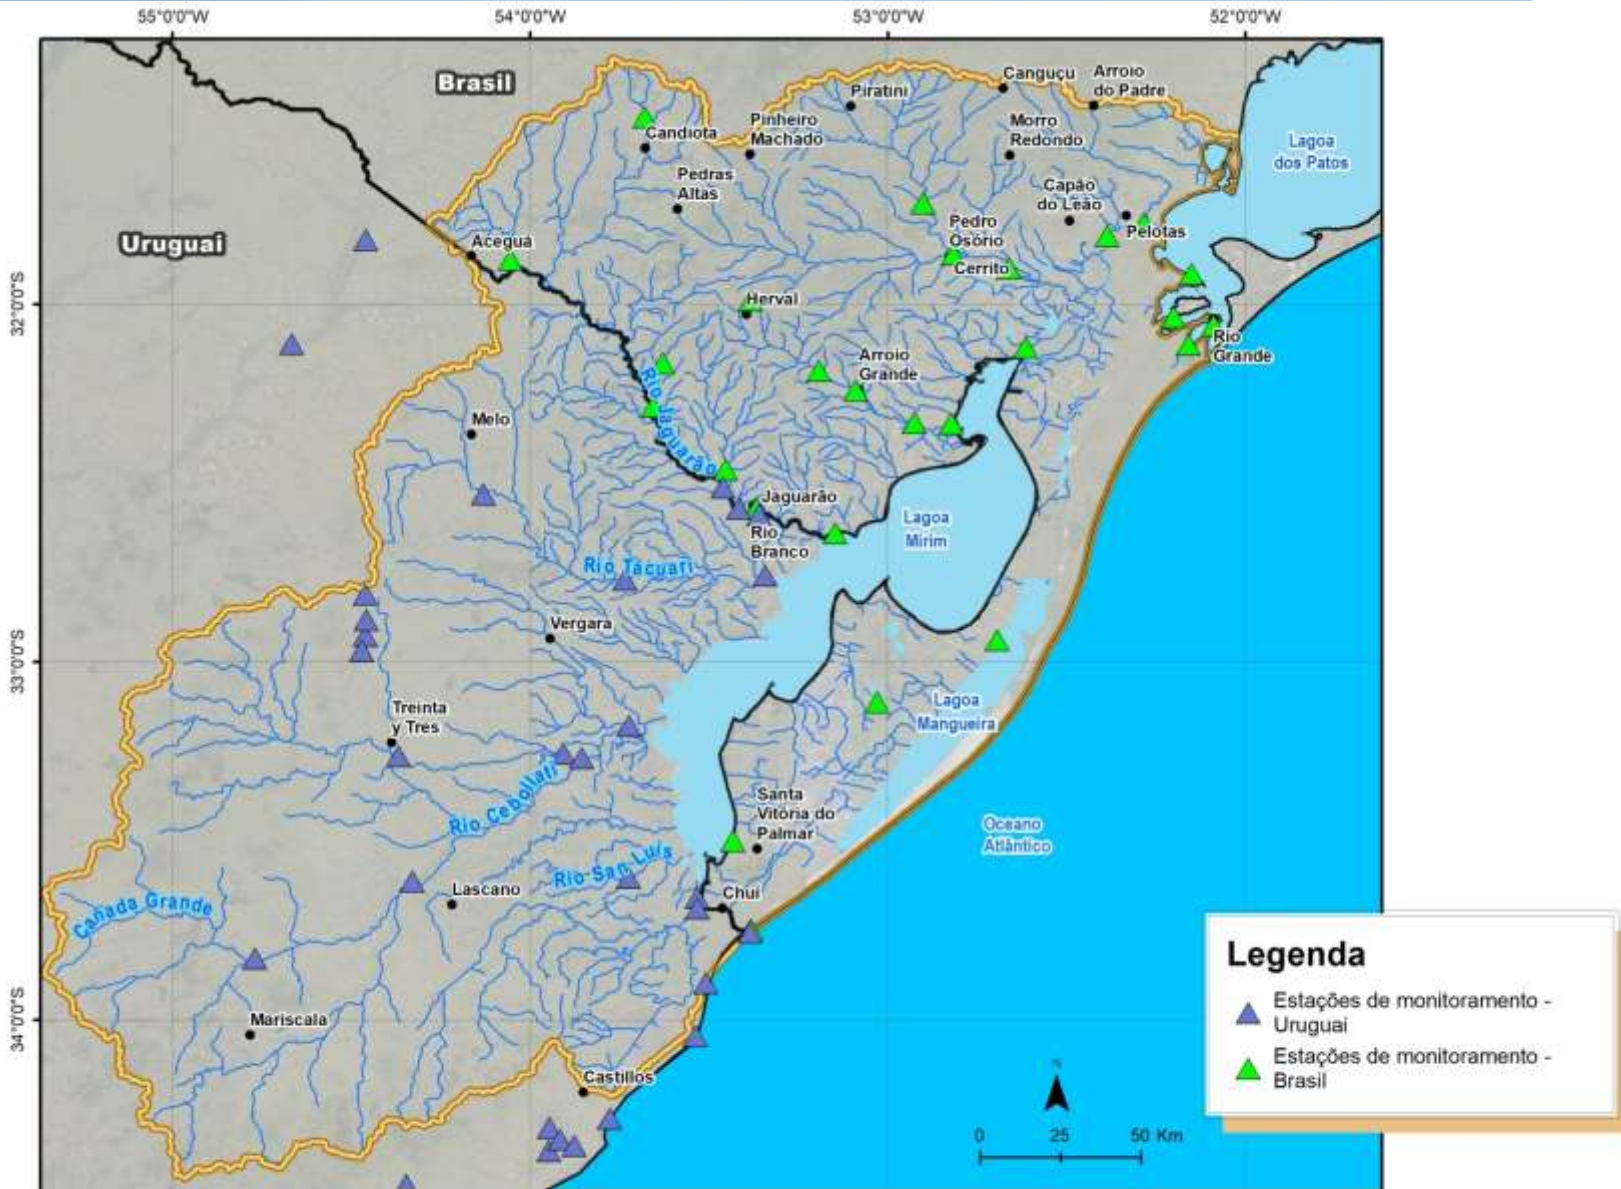 55°0'0"W
54°0'0"W
53°0'0"W
52°0'0"W
Brasil
Canguçu
Arroio
do Padre
Piratini
Candiota
Pinheiro
Machado
Morro
Redondo
Lagoa
dos Patos
Pedras
Altas
Capão
do Leão
Uruguai
Aceguá
Pedro
Osório
Pelotas
Cerrito
32°0'0"S
Herval
Rio
Grande
Arroio
Grande
Rio Jaguarão
Melo
Jaguarão
Lagoa
Mirim
Rio
Branco
Rio Tacuari
Vergara
33°0'0"S
Treinta
y Tres
Lagoa
Mangueira
Rio Cebollati
Santa
Vitória do
Palmar
Oceano
Atlântico
Rio San Luis
Lascano
Chuí
Cañada Grande
Legenda
Estações de monitoramento -
Uruguai
Estações de monitoramento -
Brasil
34°0'0"S
Mariscala
Castillos
N
0
25
50 Km